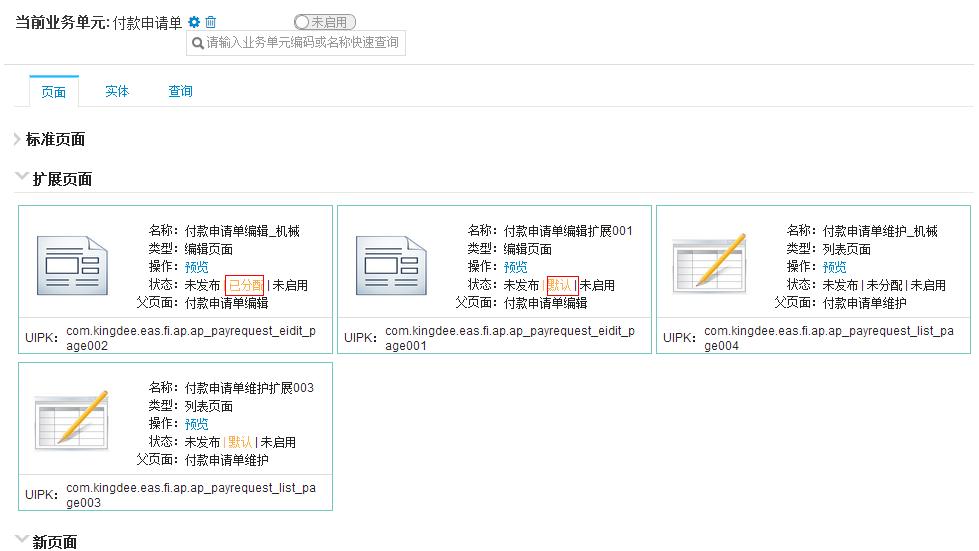 当前业务单元: 付款申请单 未启用
请输入业务单元编码或名称快速查询
页面 实体 查询
标准页面
扩展页面
名称: 付款申请单编辑_机械
类型: 编辑页面
操作: 预览
状态: 未发布 | 已分配 | 未启用
父页面: 付款申请单编辑
UIPK: com.kingdee.eas.fi.ap.ap_payrequest_eidit_p
age002
名称: 付款申请单编辑扩展001
类型: 编辑页面
操作: 预览
状态: 未发布 | 默认 | 未启用
父页面: 付款申请单编辑
UIPK: com.kingdee.eas.fi.ap.ap_payrequest_eidit_p
age001
名称: 付款申请单维护_机械
类型: 列表页面
操作: 预览
状态: 未发布 | 未分配 | 未启用
父页面: 付款申请单维护
UIPK: com.kingdee.eas.fi.ap.ap_payrequest_list_pa
ge004
名称: 付款申请单维护扩展003
类型: 列表页面
操作: 预览
状态: 未发布 | 默认 | 未启用
父页面: 付款申请单维护
UIPK: com.kingdee.eas.fi.ap.ap_payrequest_list_pa
ge003
新页面